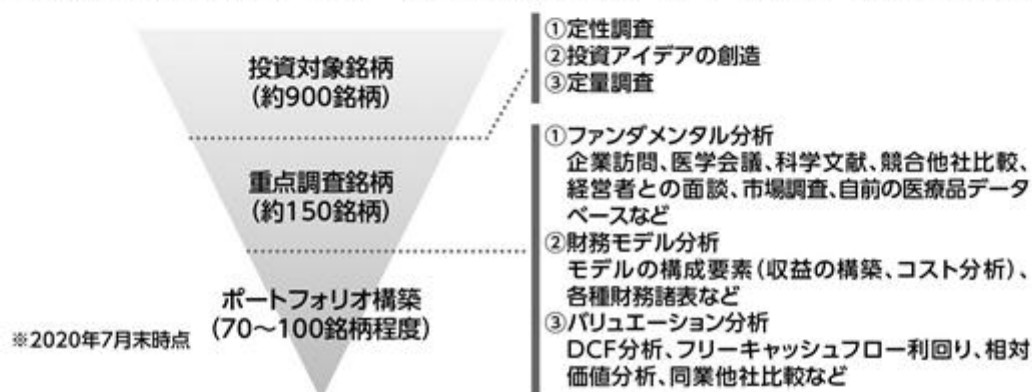 投資対象銘柄
(約900銘柄)
①定性調査
②投資アイデアの創造
③定量調査
重点調査銘柄
(約150銘柄)
①ファンダメンタル分析
企業訪問、医学会議、科学文献、競合他社比較、
経営者との面談、市場調査、自前の医療品データ
ベースなど
②財務モデル分析
モデルの構成要素(収益の構築、コスト分析)、
各種財務諸表など
③バリュエーション分析
DCF分析、フリーキャッシュフロー利回り、相対
価値分析、同業他社比較など
ポートフォリオ構築
(70〜100銘柄程度)
※2020年7月末時点